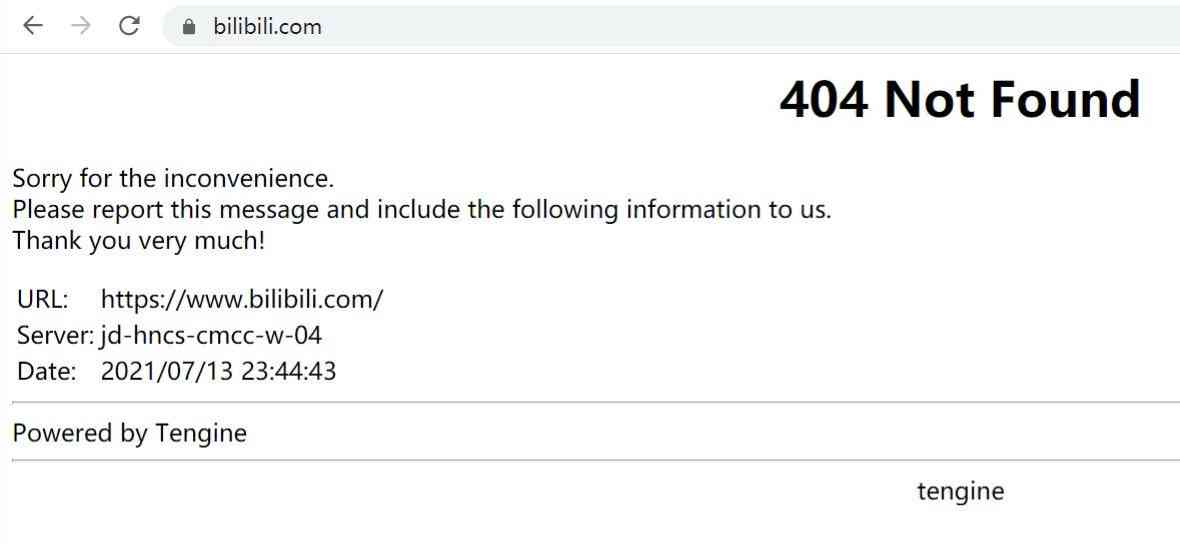 bilibili.com
404 Not Found
Sorry for the inconvenience.
Please report this message and include the following information to us.
Thank you very much!
URL: https://www.bilibili.com/
Server: jd-hncs-cmcc-w-04
Date: 2021/07/13 23:44:43
Powered by Tengine
tengine